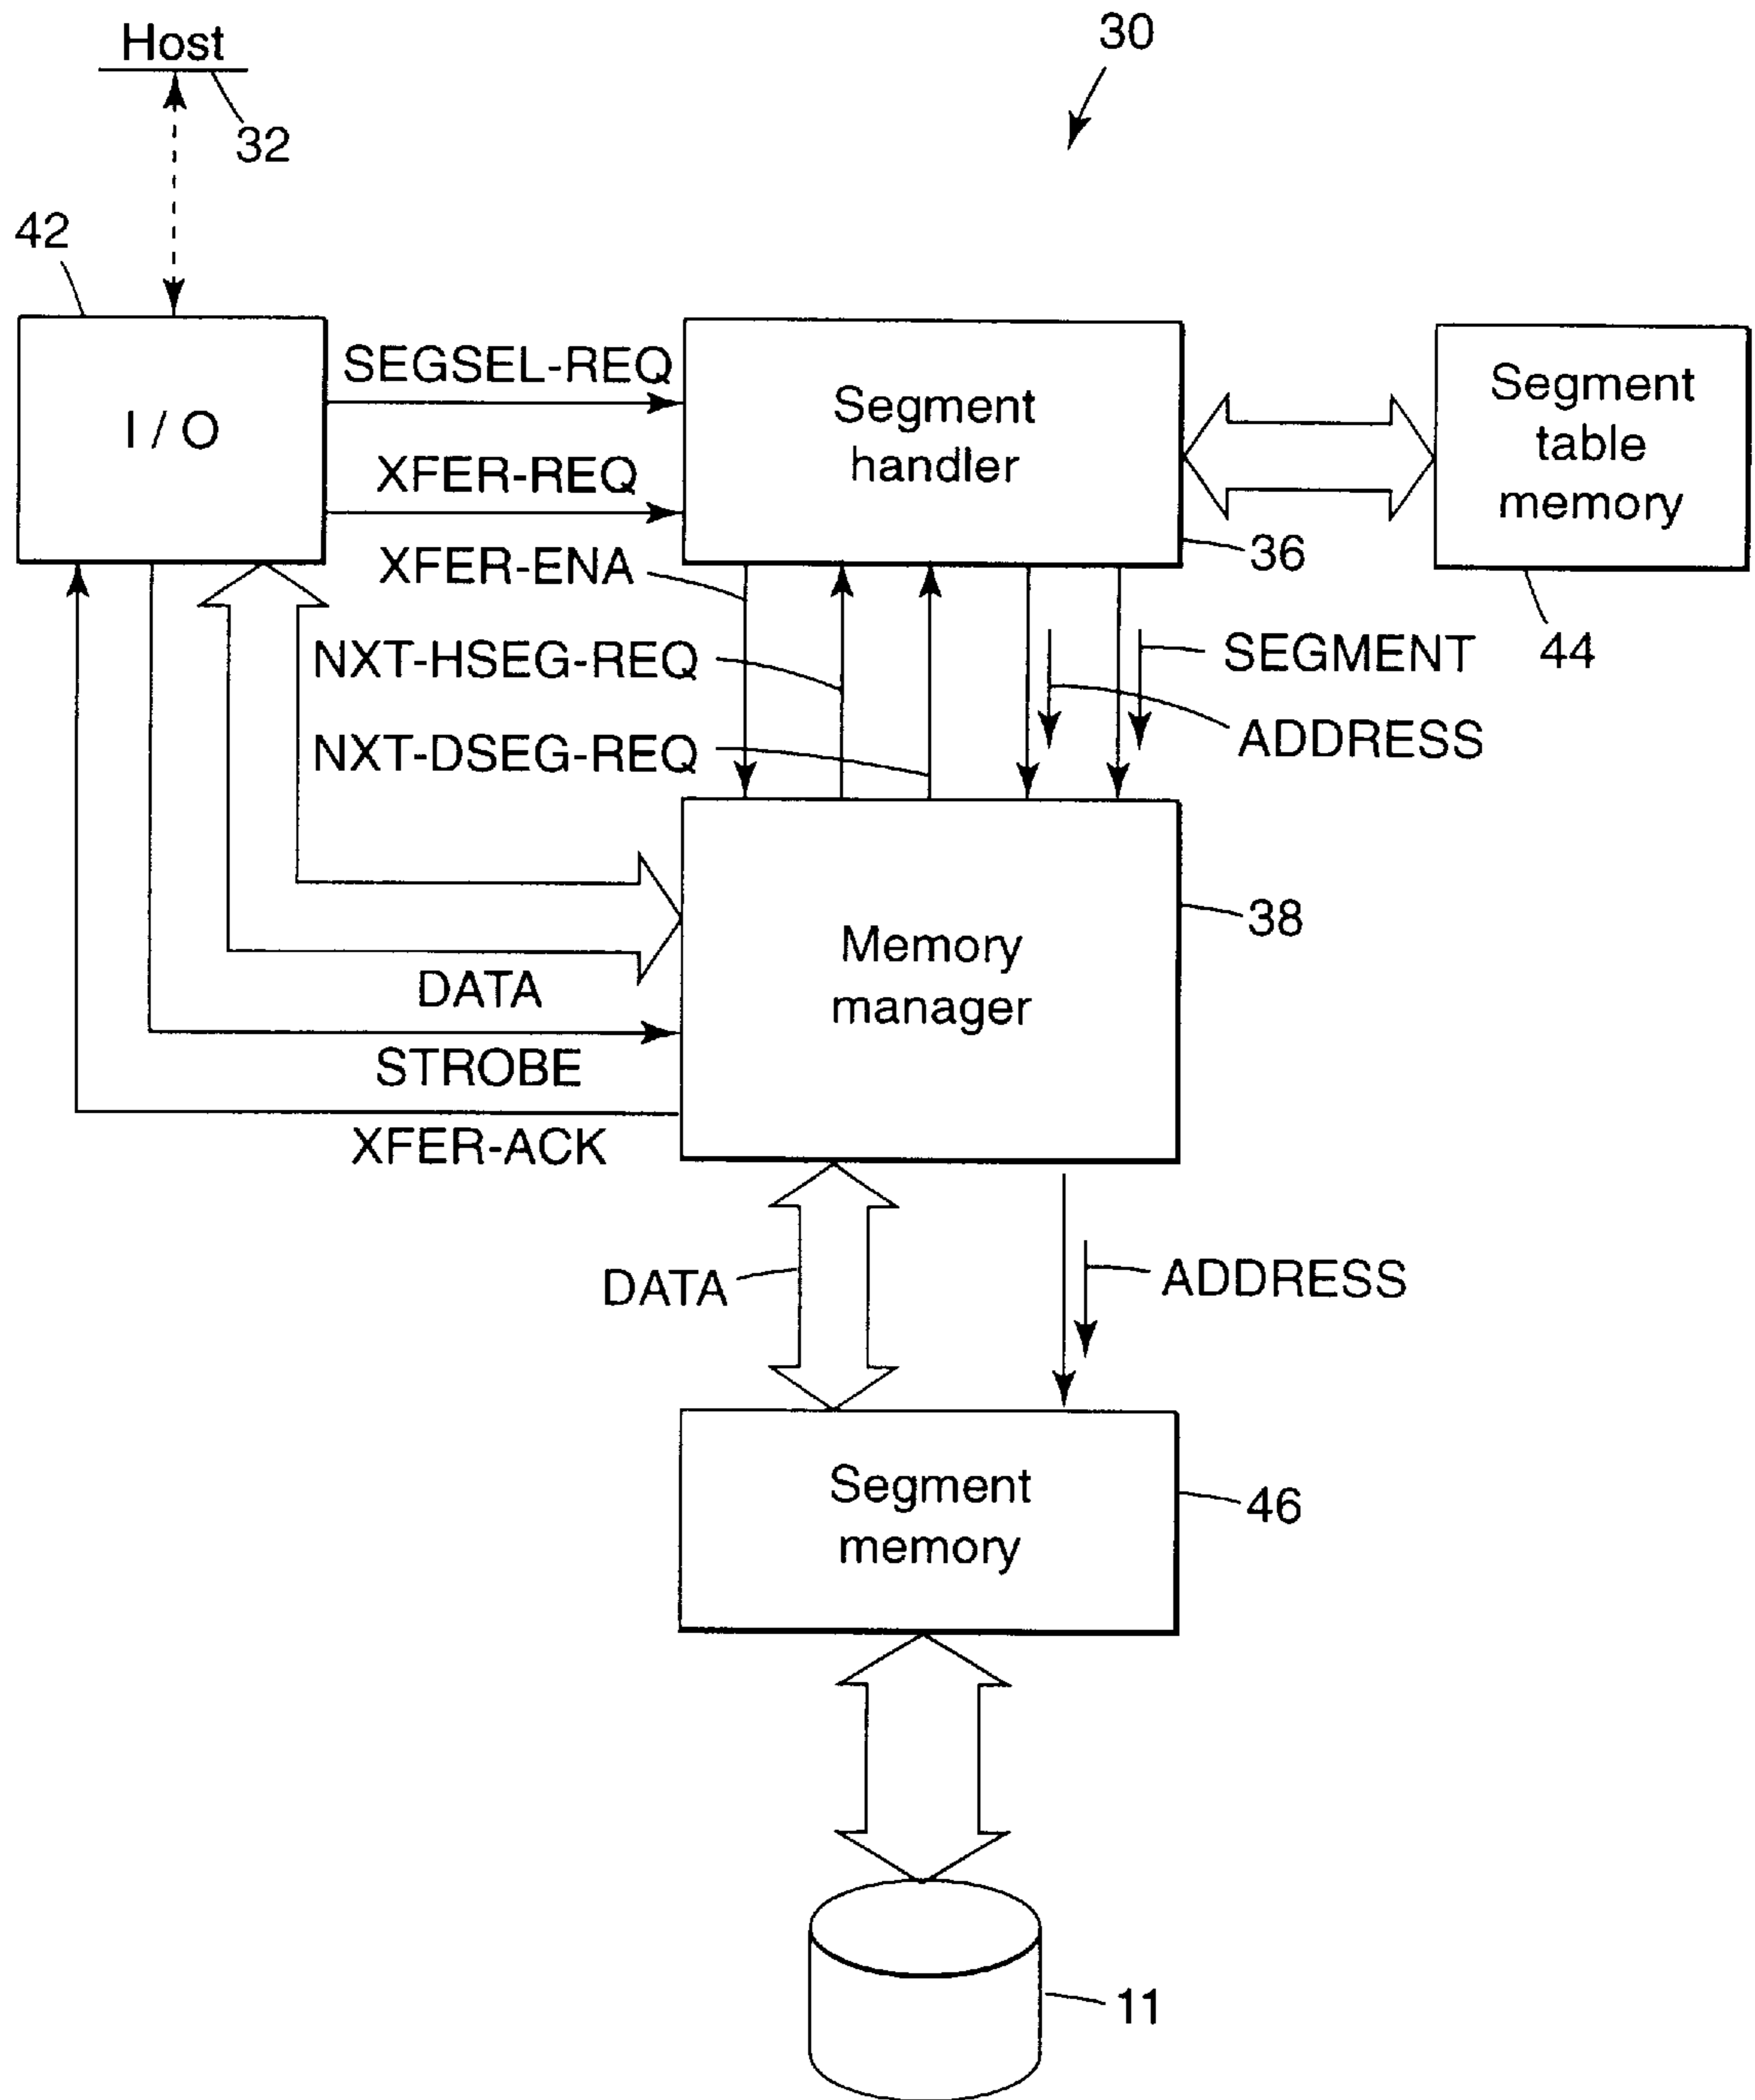 Host
30
32
42
I / O
SEGSEL-REQ
XFER-REQ
XFER-ENA
Segment
handler
36
Segment
table
memory
44
NXT-HSEG-REQ
NXT-DSEG-REQ
SEGMENT
ADDRESS
Memory
manager
38
DATA
STROBE
XFER-ACK
DATA
ADDRESS
Segment
memory
46
11